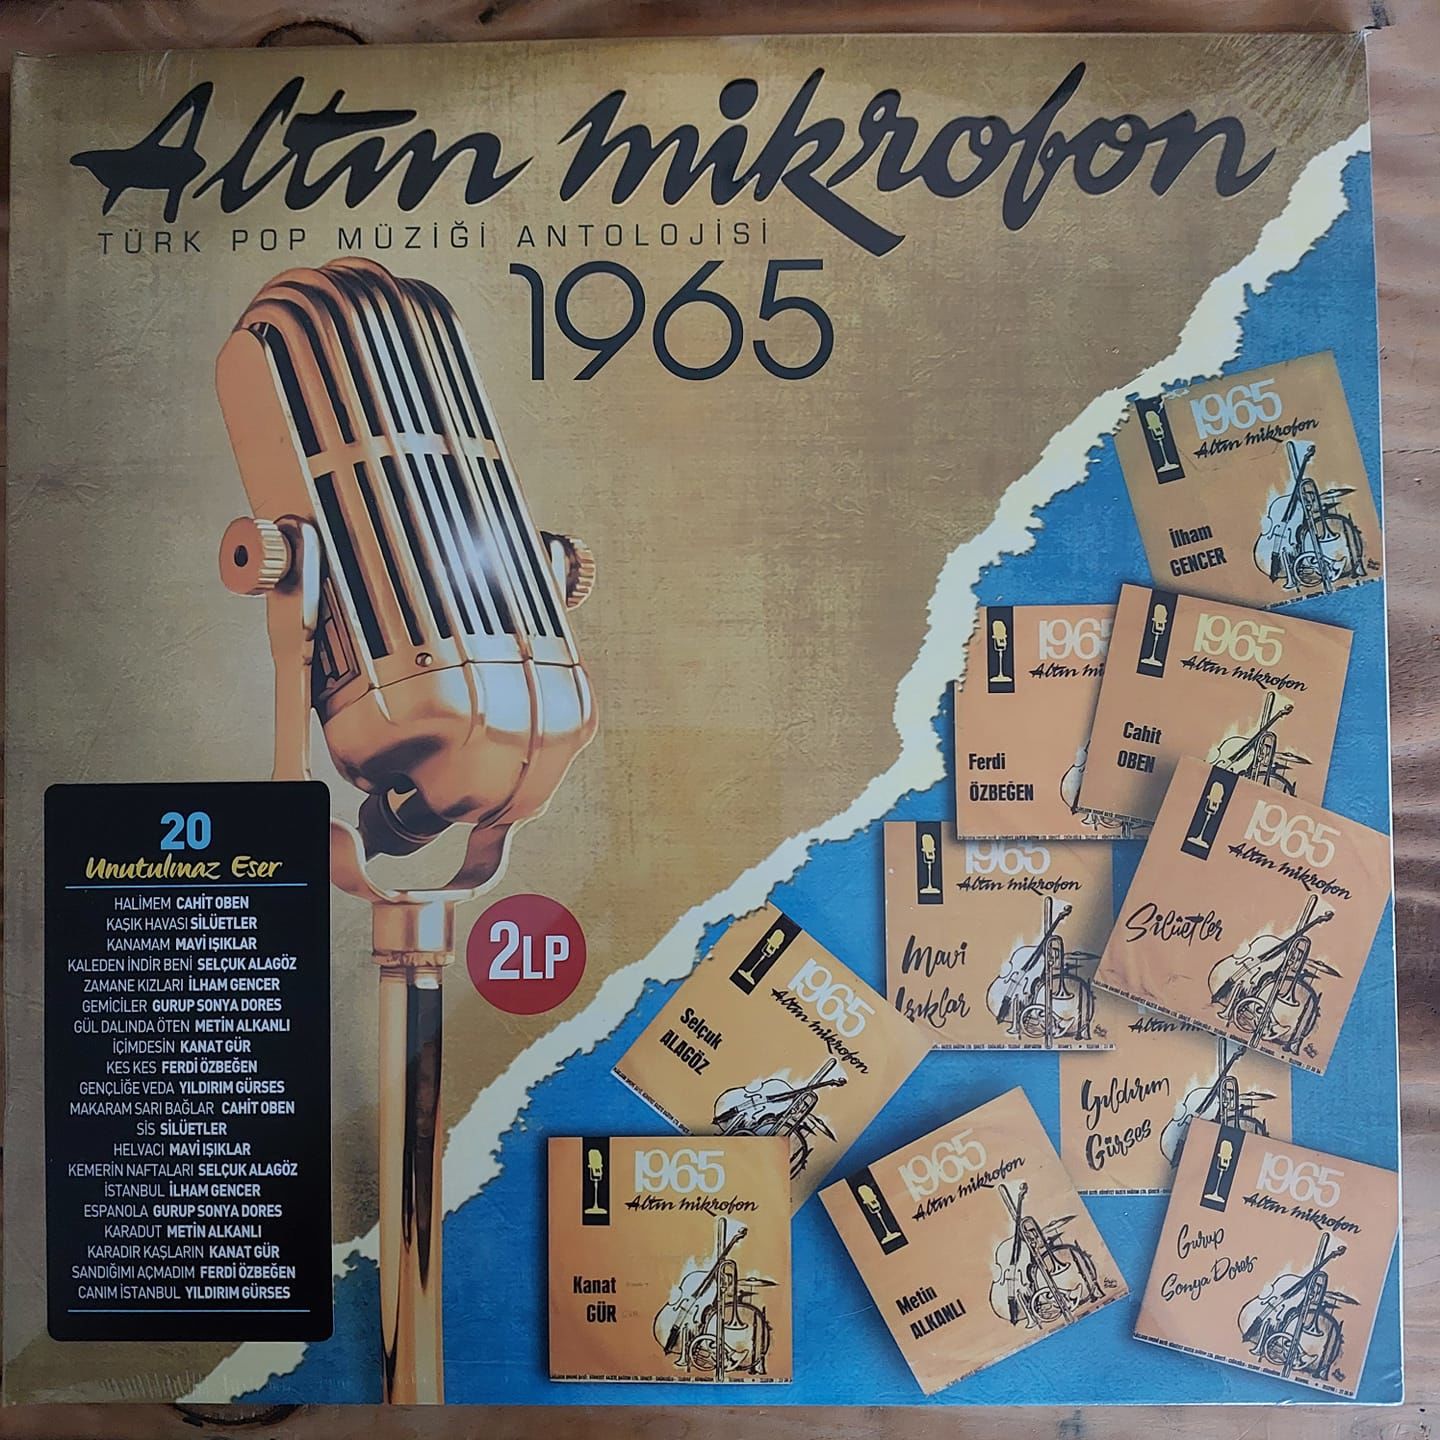 Altın mikrofon
TÜRK POP MÜZİĞİ ANTOLOJİSİ
1965
20
Unutulmaz Eser
HALİMEM CAHİT OBEN
KAŞIK HAVASI SİLÜETLER
KANAMAM MAVİ IŞIKLAR
KALEDEN İNDİR BENİ SELÇUK ALAGÖZ
ZAMANE KIZLARI İLHAM GENCER
GEMİCİLER GURUP SONYA DORES
GÜL DALINDA ÖTEN METİN ALKANLI
İÇİMDESİN KANAT GÜR
KES KES FERDİ ÖZBEĞEN
GENÇLİĞE VEDA YILDIRIM GÜRSES
MAKARAM SARI BAĞLAR CAHİT OBEN
SİS SİLÜETLER
HELVACI MAVİ IŞIKLAR
KEMERİN NAFTALARI SELÇUK ALAGÖZ
İSTANBUL İLHAM GENCER
ESPANOLA GURUP SONYA DORES
KARADUT METİN ALKANLI
KARADIR KAŞLARIN KANAT GÜR
SANDIĞIMI AÇMADIM FERDİ ÖZBEĞEN
CANIM İSTANBUL YILDIRIM GÜRSES
2LP
1965
Altın mikrofon
İlham
GENCER
1965
Altın mi
Ferdi
ÖZBEĞEN
1965
Altın mikrofon
Cahit
OBEN
1965
Altın mikrofon
Silüetler
1965
Altın mikrofon
Mavi
Işıklar
1965
Altın mikrofon
Selçuk
ALAGÖZ
Altın m
Yıldırım
Gürses
1965
Altın mikrofon
Kanat
GÜR
1965
Altın mikrofon
Metin
ALKANLI
1965
Altın mikrofon
Gurup
Sonya Dores